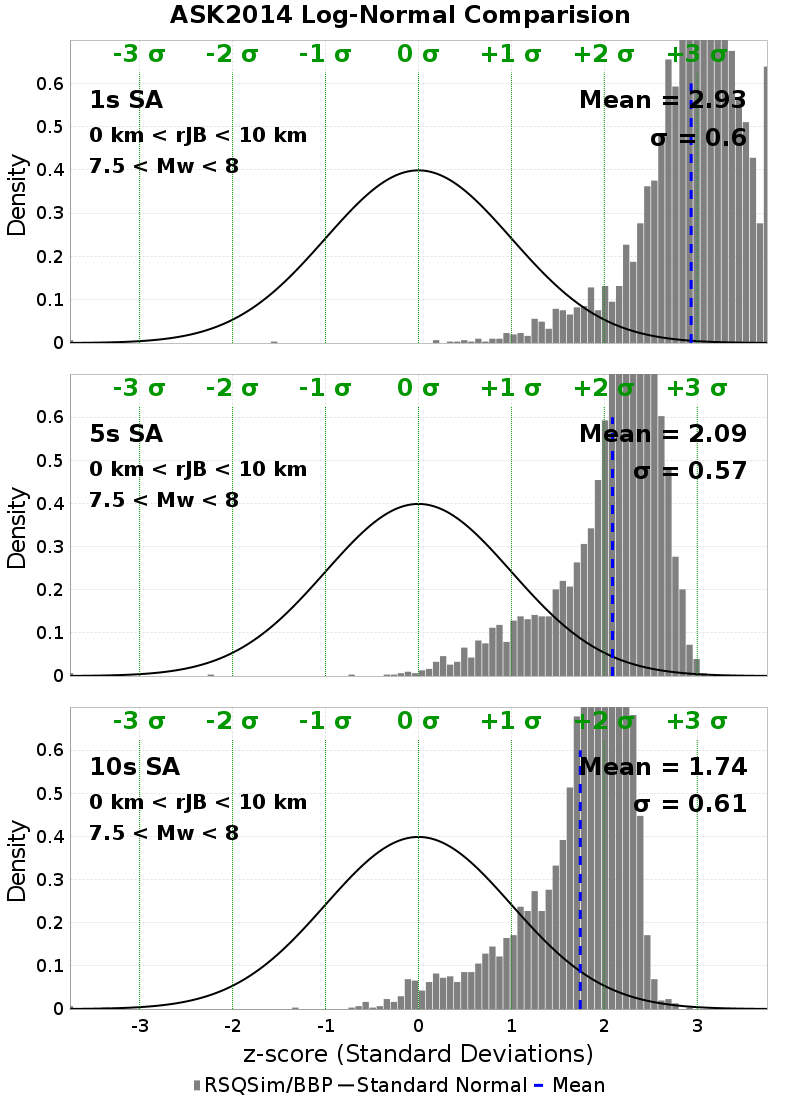 ASK2014 Log-Normal Comparision
-3 σ -2 σ -1 σ 0 σ +1 σ +2 σ +3 σ
1s SA
Mean = 2.93
0 km < rJB < 10 km
σ = 0.6
7.5 < Mw < 8
0.6
0.5
0.4
0.3
0.2
0.1
0
Density
-3 σ -2 σ -1 σ 0 σ +1 σ +2 σ +3 σ
5s SA
Mean = 2.09
0 km < rJB < 10 km
σ = 0.57
7.5 < Mw < 8
0.6
0.5
0.4
0.3
0.2
0.1
0
Density
-3 σ -2 σ -1 σ 0 σ +1 σ +2 σ +3 σ
10s SA
Mean = 1.74
0 km < rJB < 10 km
σ = 0.61
7.5 < Mw < 8
0.6
0.5
0.4
0.3
0.2
0.1
0
Density
-3 -2 -1 0 1 2 3
z-score (Standard Deviations)
RSQSim/BBP Standard Normal Mean